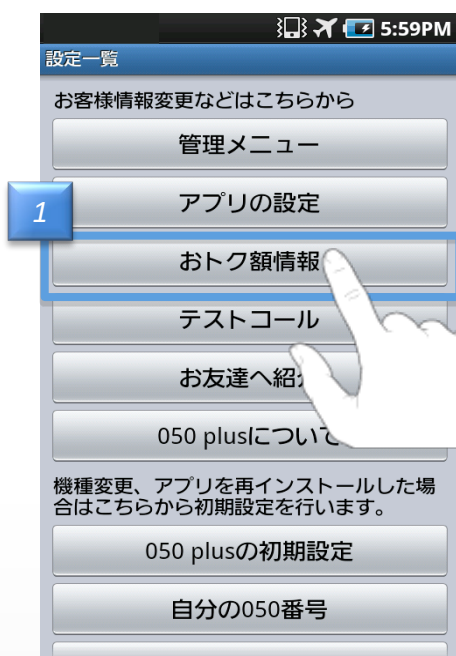 5:59PM
設定一覧
お客様情報変更などはこちらから
管理メニュー
アプリの設定
1
おトク額情報
テストコール
お友達へ紹
050 plusについて
機種変更、アプリを再インストールした場
合はこちらから初期設定を行います。
050 plusの初期設定
自分の050番号